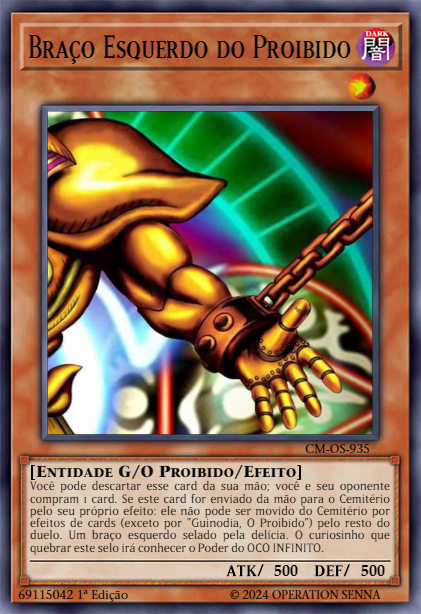 BRAÇO ESQUERDO DO PROIBIDO
DARK
闇
CM-OS-935
[ENTIDADE G/O PROIBIDO/EFEITO]
Você pode descartar esse card da sua mão; você e seu oponente
compram 1 card. Se este card for enviado da mão para o Cemitério
pelo seu próprio efeito: ele não pode ser movido do Cemitério por
efeitos de cards (exceto por "Guinodia, O Proibido") pelo resto do
duelo. Um braço esquerdo selado pela delícia. O curiosinho que
quebrar este selo irá conhecer o Poder do OCO INFINITO.
ATK/ 500 DEF/ 500
69115042 1ª Edição
© 2024 OPERATION SENNA